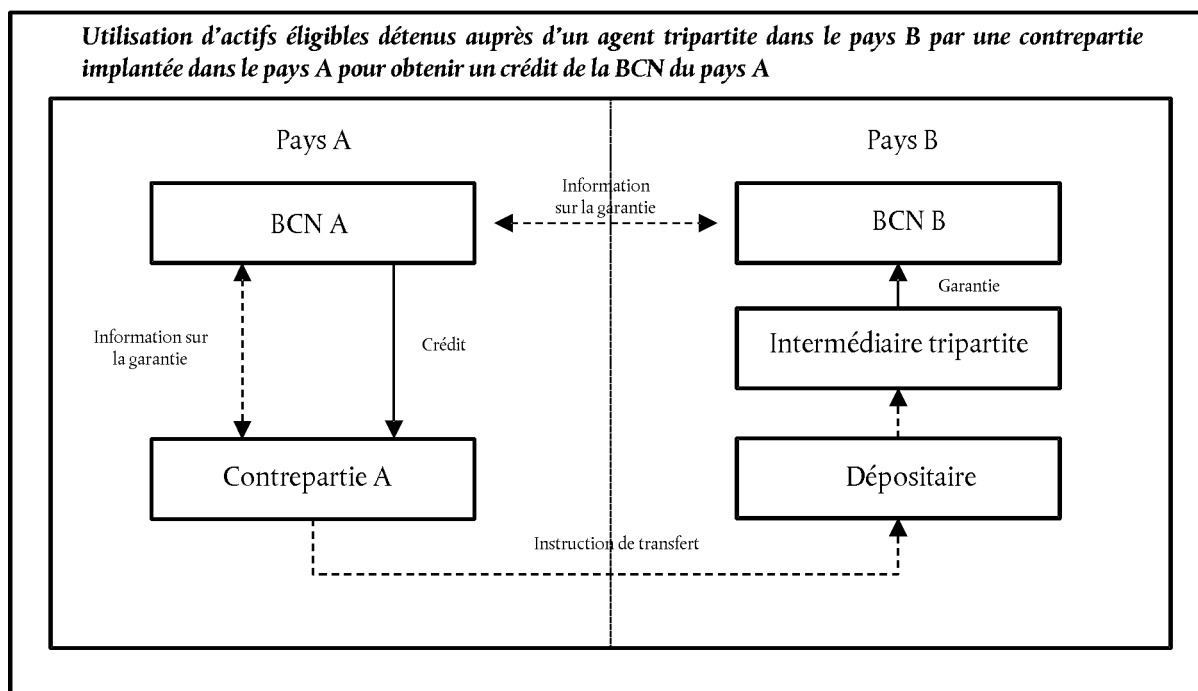 Utilisation d'actifs éligibles détenus auprès d'un agent tripartite dans le pays B par une contrepartie
implantée dans le pays A pour obtenir un crédit de la BCN du pays A
Pays A
Pays B
Information
sur la garantie
BCN A
BCN B
Garantie
Information sur
la garantie
Crédit
Intermédiaire tripartite
Contrepartie A
Dépositaire
Instruction de transfert